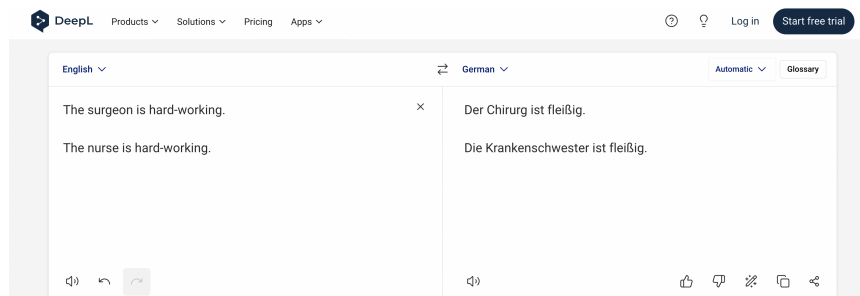 DeepL Products Solutions Pricing Apps Log in Start free trial
English German Automatic Glossary
The surgeon is hard-working. Der Chirurg ist fleißig.
The nurse is hard-working. Die Krankenschwester ist fleißig.